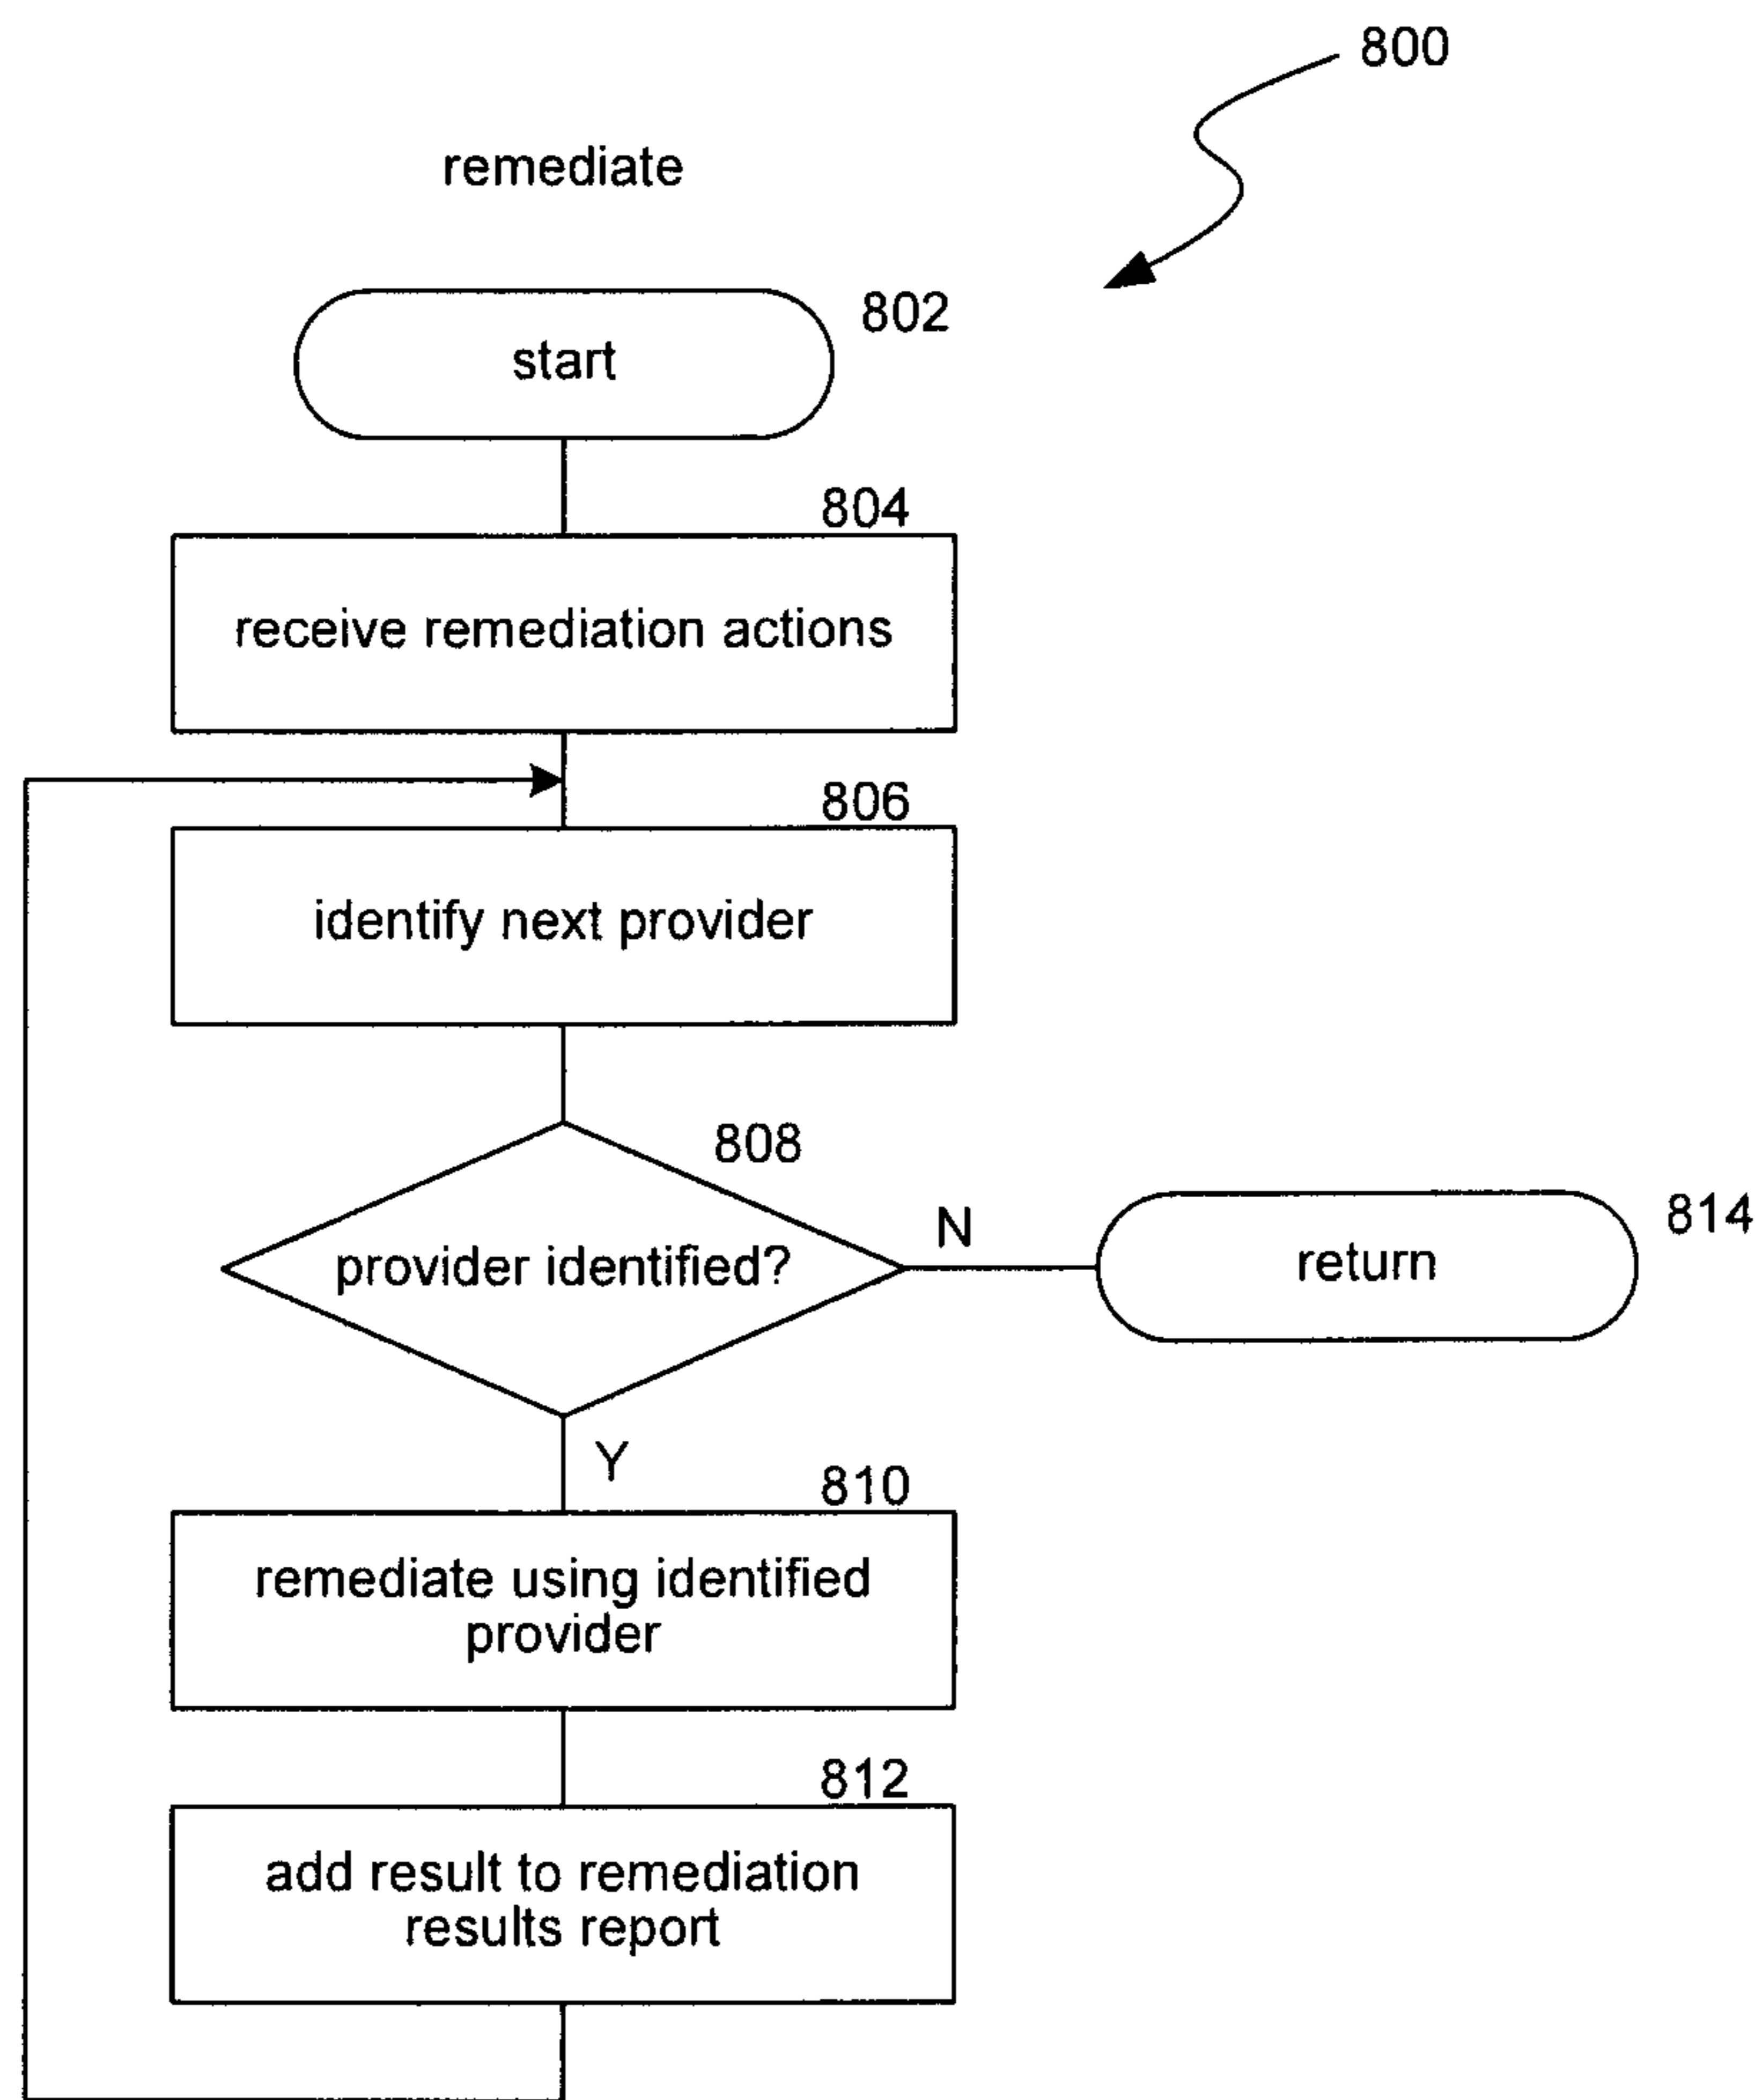 800
remediate
802
start
804
receive remediation actions
806
identify next provider
808
provider identified?
N
814
return
Y
810
remediate using identified
provider
812
add result to remediation
results report